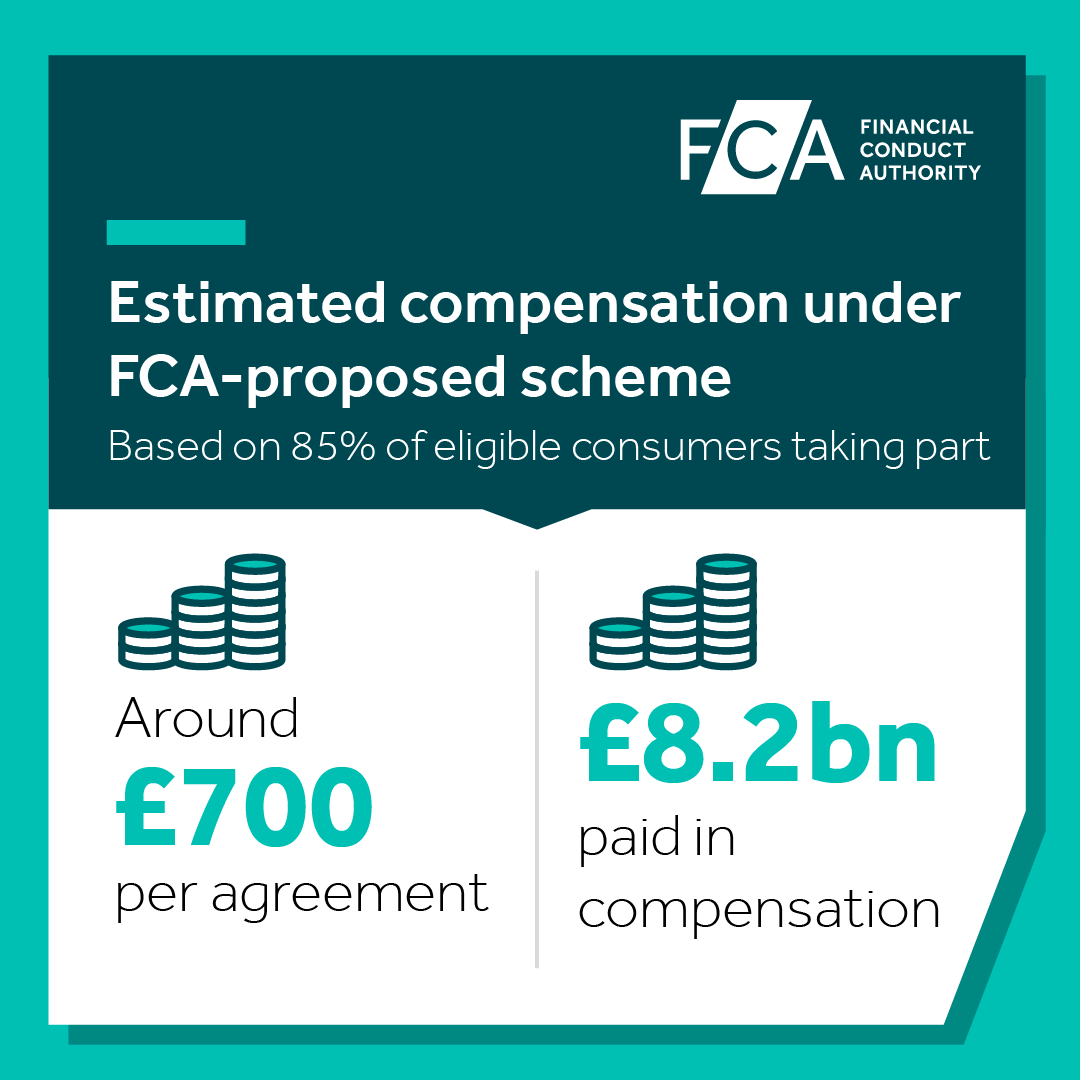 FCA
FINANCIAL
CONDUCT
AUTHORITY
Estimated compensation under
FCA-proposed scheme
Based on 85% of eligible consumers taking part
Around
£700
per agreement
£8.2bn
paid in
compensation